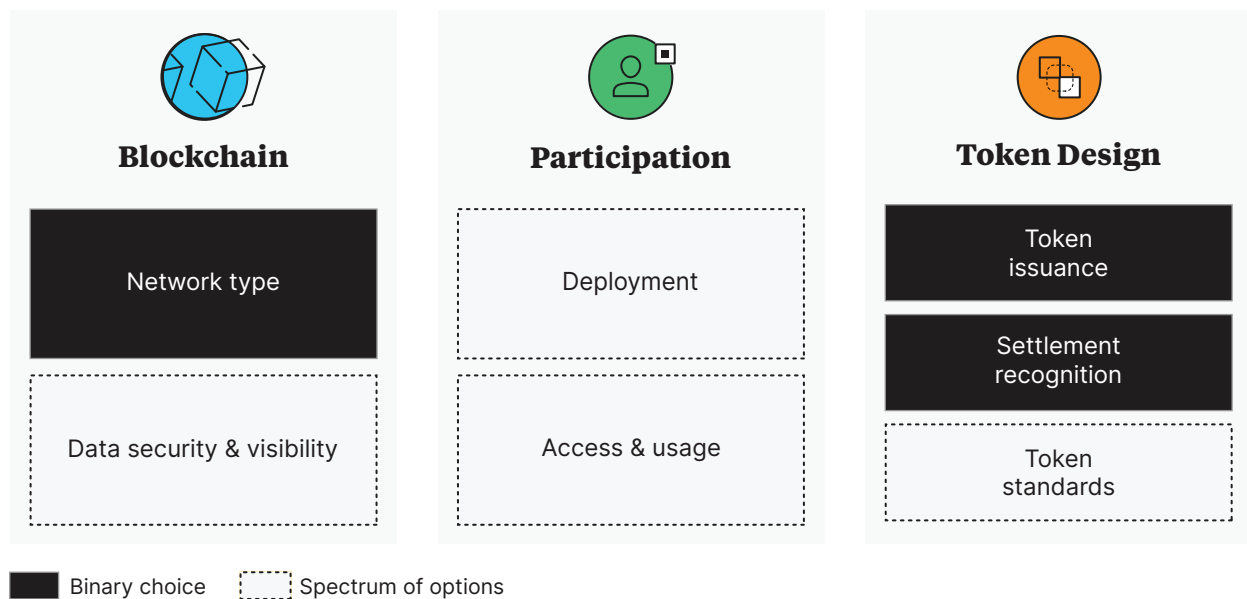 Blockchain
Network type
Data security & visibility
Participation
Deployment
Access & usage
Token Design
Token
issuance
Settlement
recognition
Token
standards
Binary choice
Spectrum of options